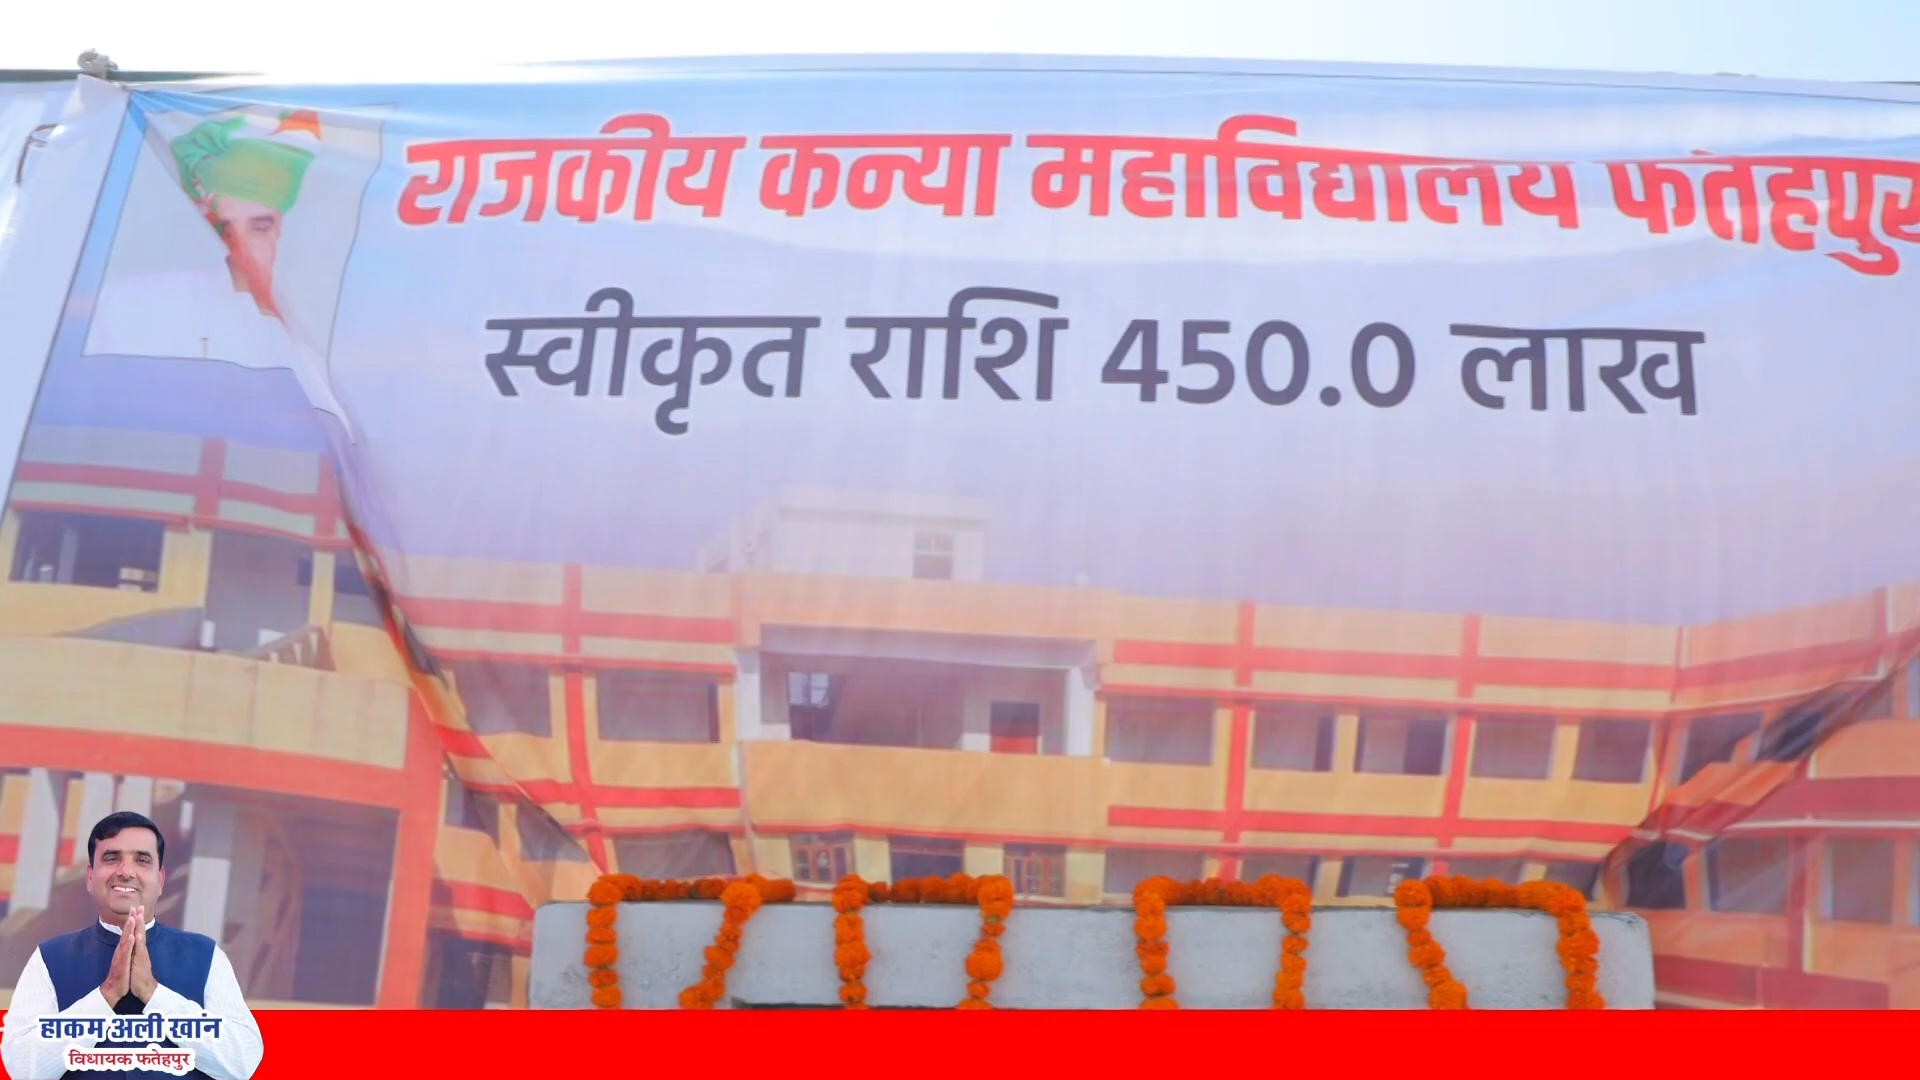 राजकीय कन्या महाविद्यालय फतेहपुर
स्वीकृत राशि 450.0 लाख
हाकम अली खांन
विधायक फतेहपुर